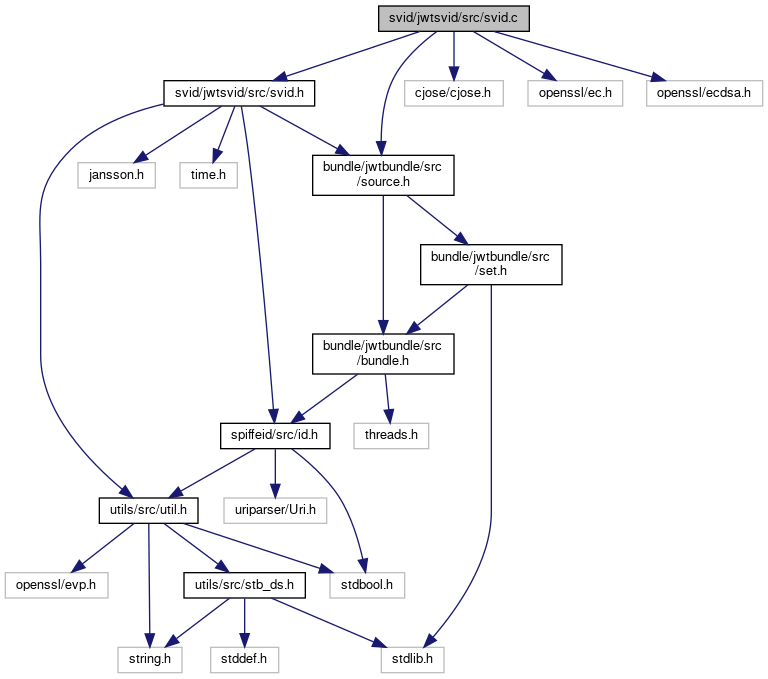 svid/jwtsvid/src/svid.c
svid/jwtsvid/src/svid.h
cjose/cjose.h
openssl/ec.h
openssl/ecdsa.h
jansson.h
time.h
bundle/jwtbundle/src
/source.h
bundle/jwtbundle/src
/set.h
bundle/jwtbundle/src
/bundle.h
spiffeid/src/id.h
threads.h
utils/src/util.h
uriparser/Uri.h
openssl/evp.h
utils/src/stb_ds.h
stdbool.h
string.h
stddef.h
stdlib.h